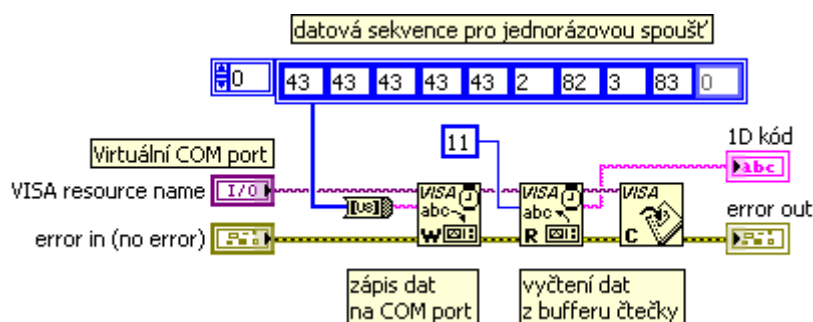 datová sekvence pro jednorázovou spoušť
0 43 43 43 43 43 2 82 3 83 0
11
1D kód
abc
Virtuální COM port
VISA resource name I/O
[U8]
VISA abc W
VISA abc R
VISA C
error in (no error)
error out
zápis dat
na COM port
vyčtení dat
z bufferu čtečky